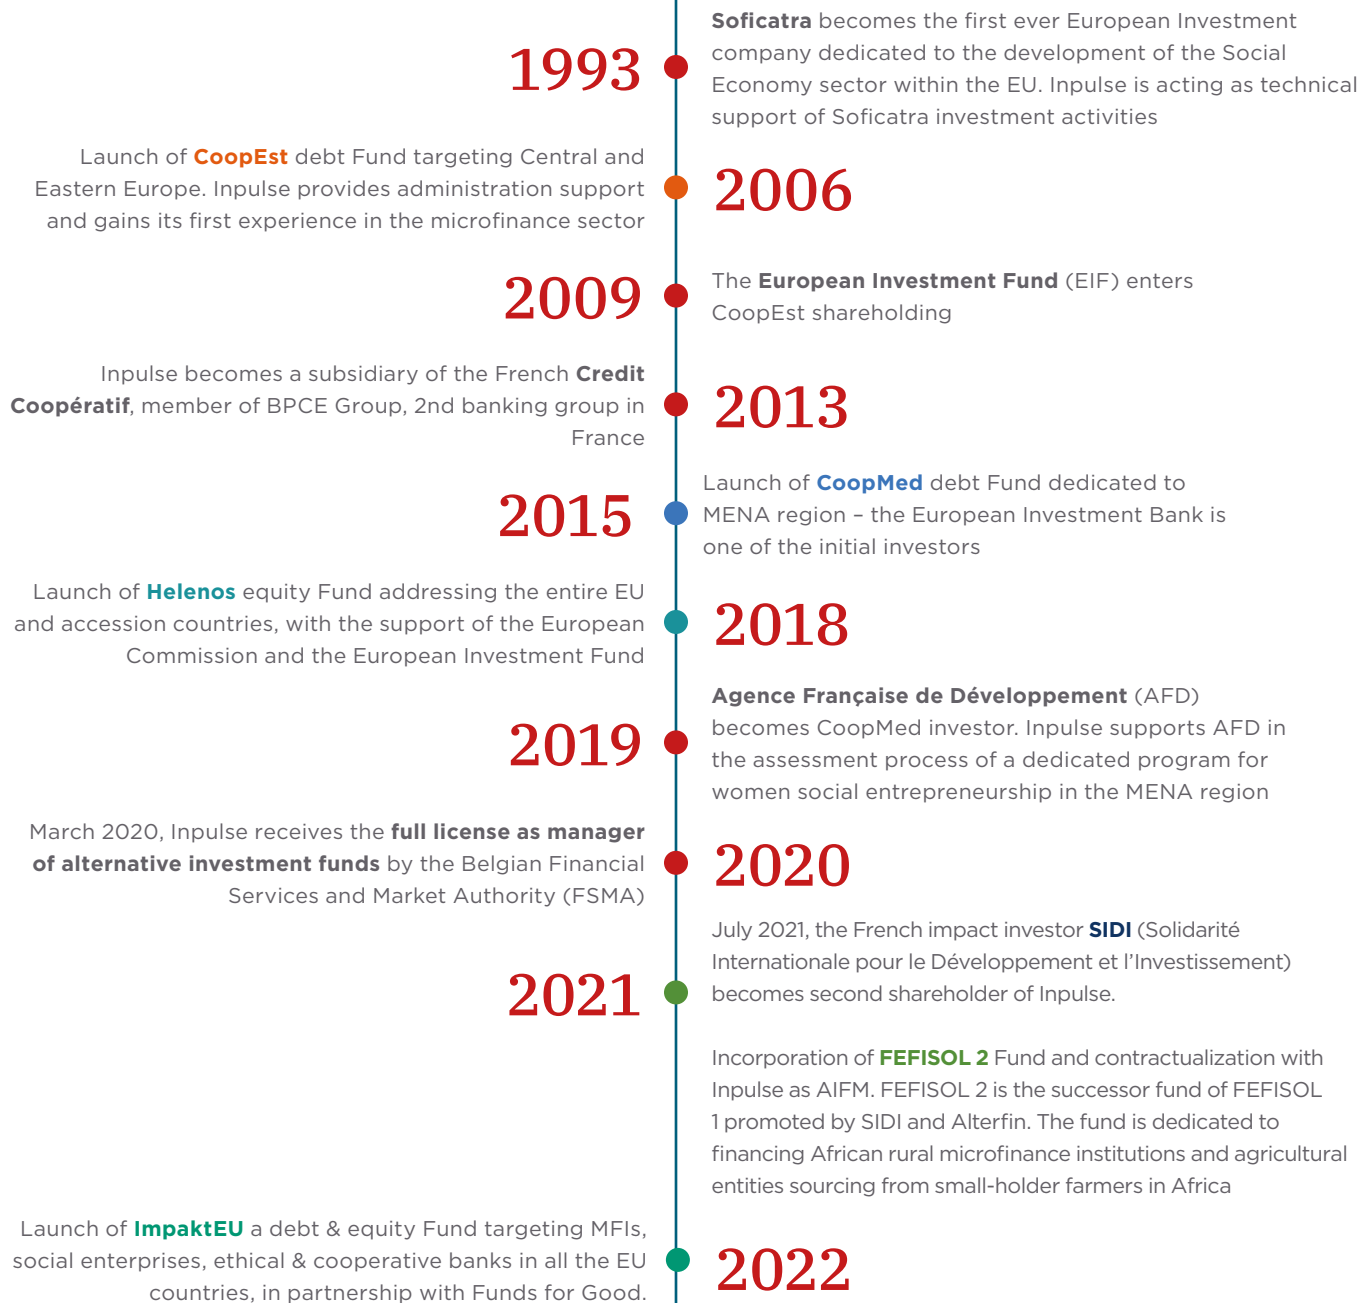 1993
Soficatra becomes the first ever European Investment
company dedicated to the development of the Social
Economy sector within the EU. Inpulse is acting as technical
support of Soficatra investment activities
Launch of CoopEst debt Fund targeting Central and
Eastern Europe. Inpulse provides administration support
and gains its first experience in the microfinance sector
2006
2009
The European Investment Fund (EIF) enters
CoopEst shareholding
Inpulse becomes a subsidiary of the French Credit
Coopératif, member of BPCE Group, 2nd banking group in
France
2013
2015
Launch of CoopMed debt Fund dedicated to
MENA region – the European Investment Bank is
one of the initial investors
Launch of Helenos equity Fund addressing the entire EU
and accession countries, with the support of the European
Commission and the European Investment Fund
2018
2019
Agence Française de Développement (AFD)
becomes CoopMed investor. Inpulse supports AFD in
the assessment process of a dedicated program for
women social entrepreneurship in the MENA region
March 2020, Inpulse receives the full license as manager
of alternative investment funds by the Belgian Financial
Services and Market Authority (FSMA)
2020
2021
July 2021, the French impact investor SIDI (Solidarité
Internationale pour le Développement et l'Investissement)
becomes second shareholder of Inpulse.
Incorporation of FEFISOL 2 Fund and contractualization with
Inpulse as AIFM. FEFISOL 2 is the successor fund of FEFISOL
1 promoted by SIDI and Alterfin. The fund is dedicated to
financing African rural microfinance institutions and agricultural
entities sourcing from small-holder farmers in Africa
Launch of ImpaktEU a debt & equity Fund targeting MFIs,
social enterprises, ethical & cooperative banks in all the EU
countries, in partnership with Funds for Good.
2022